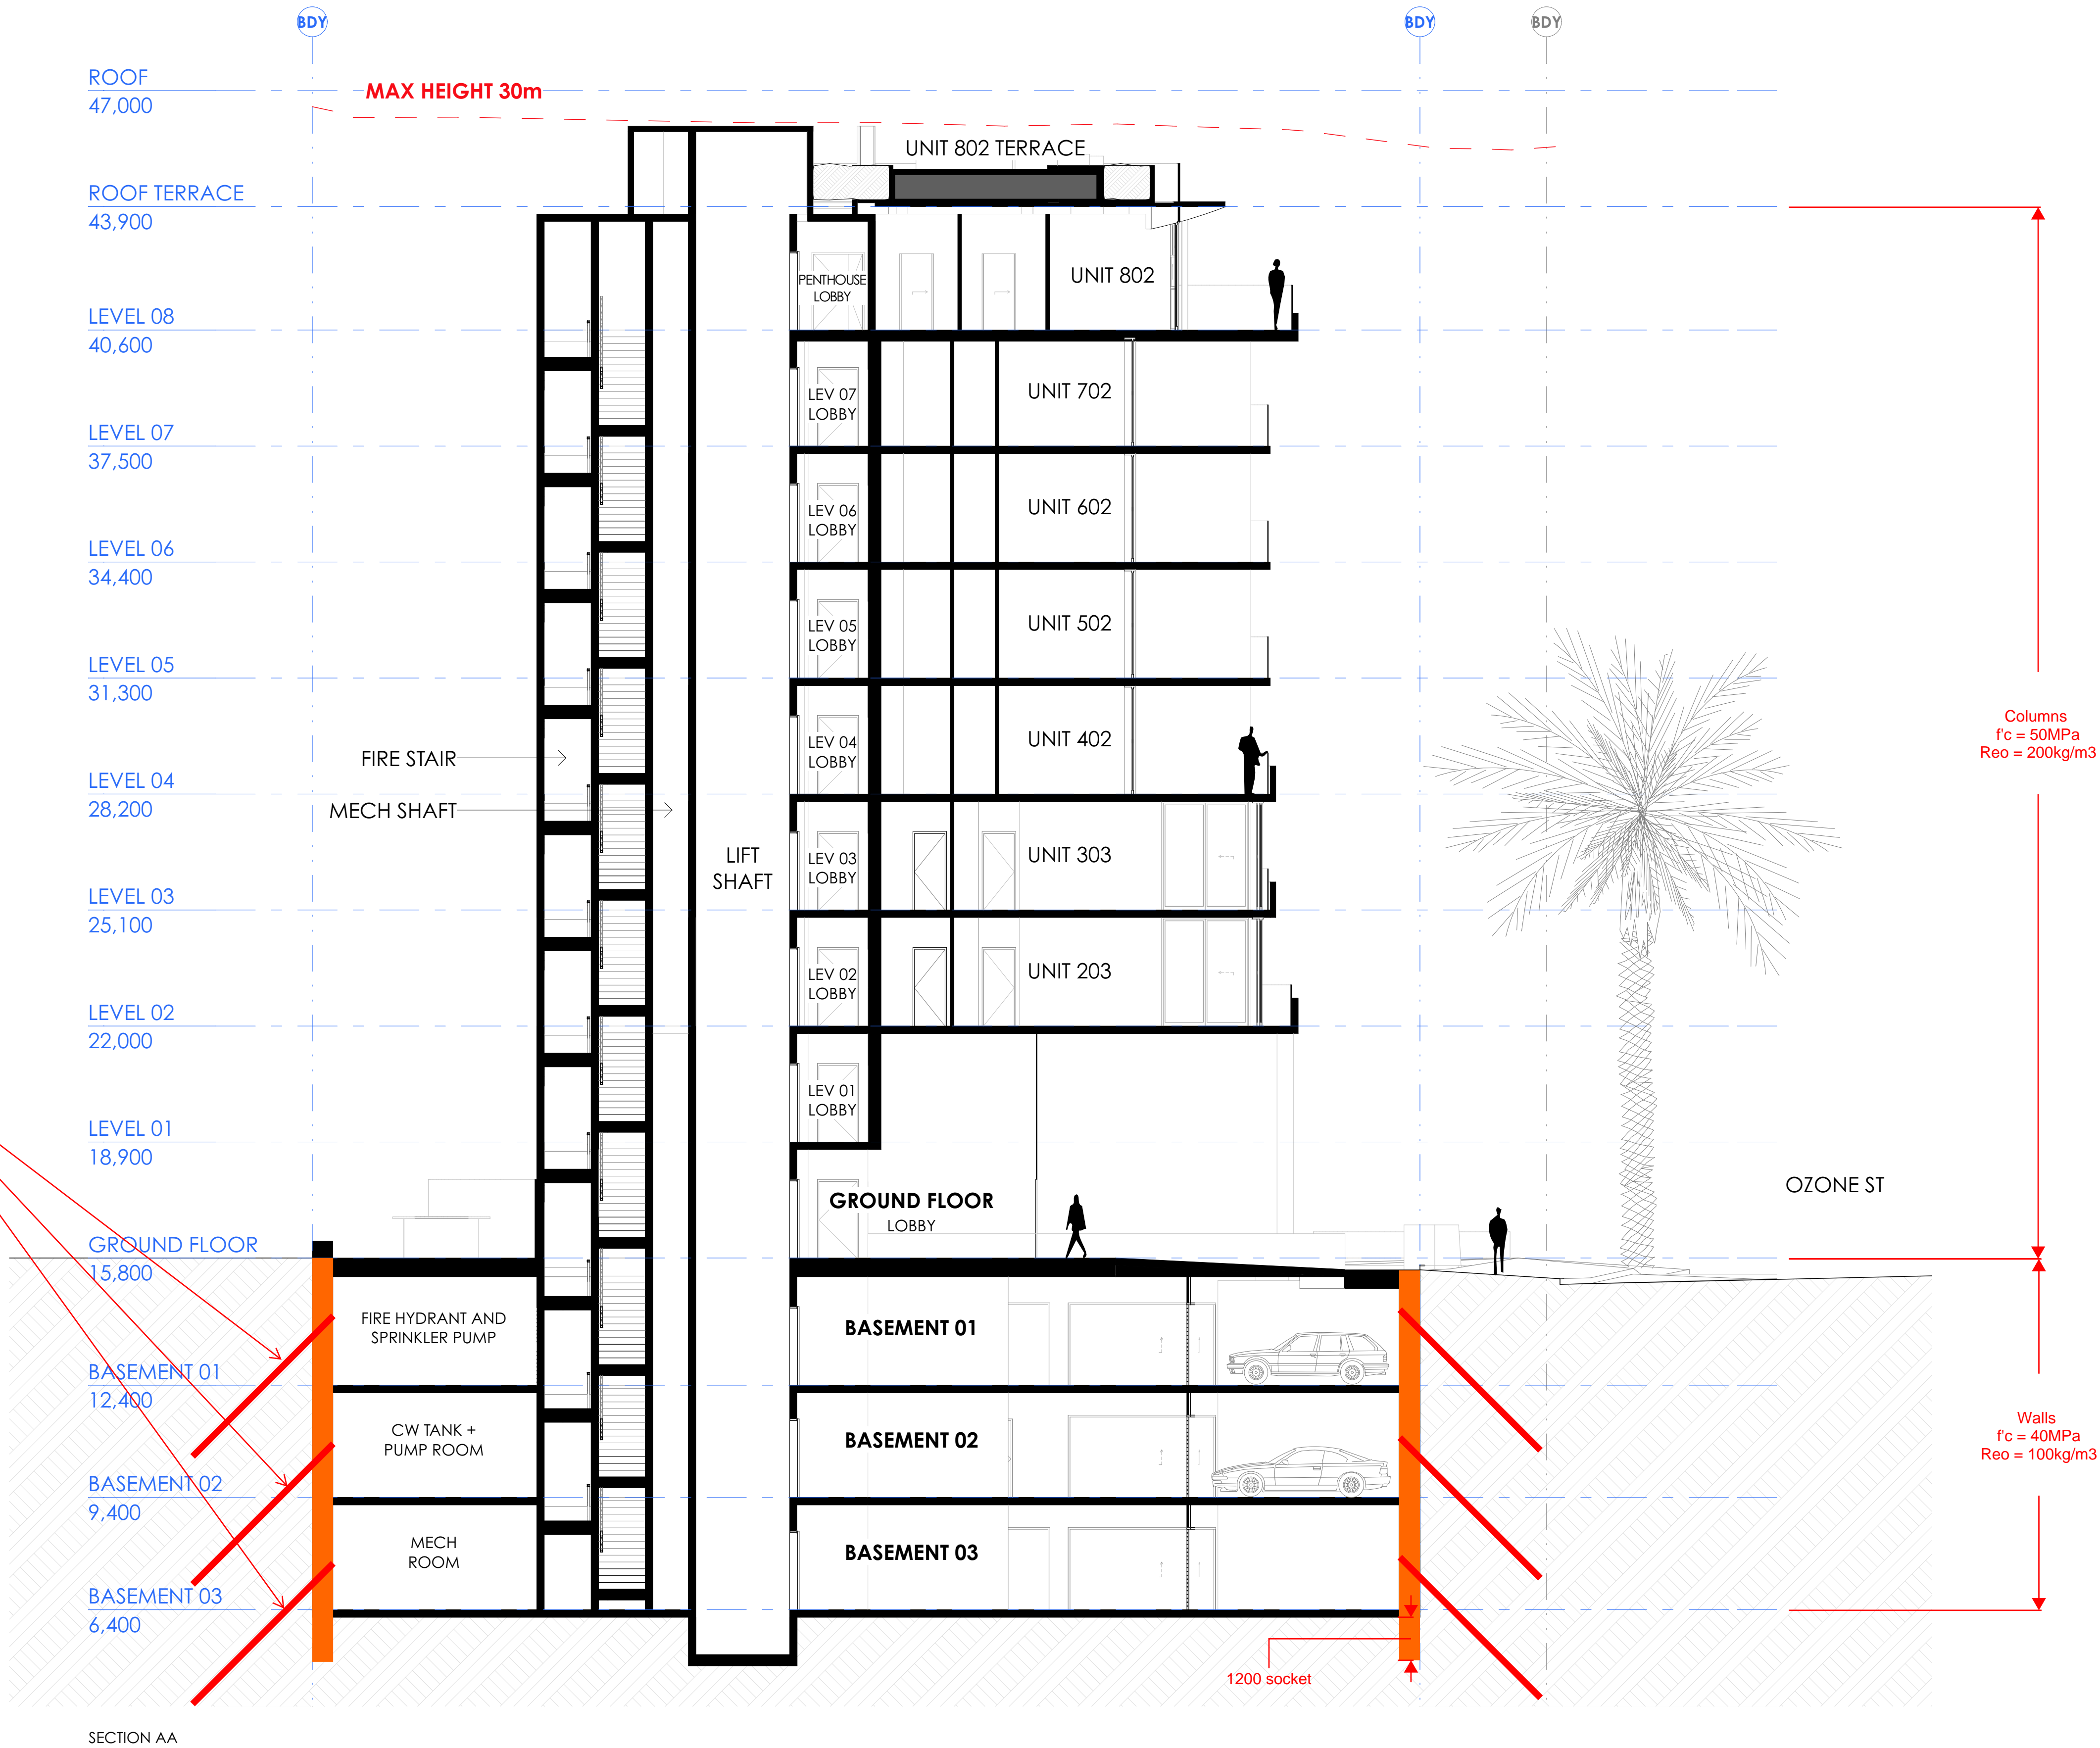 BDY
BDY
BDY
ROOF
47,000
MAX HEIGHT 30m
UNIT 802 TERRACE
ROOF TERRACE
43,900
PENTHOUSE
LOBBY
UNIT 802
LEVEL 08
40,600
LEV 07
LOBBY
UNIT 702
LEVEL 07
37,500
LEV 06
LOBBY
UNIT 602
LEVEL 06
34,400
LEV 05
LOBBY
UNIT 502
LEVEL 05
31,300
Columns
f'c = 50MPa
Reo = 200kg/m3
LEV 04
LOBBY
UNIT 402
FIRE STAIR
LEVEL 04
28,200
MECH SHAFT
LIFT
SHAFT
LEV 03
LOBBY
UNIT 303
LEVEL 03
25,100
LEV 02
LOBBY
UNIT 203
LEVEL 02
22,000
LEV 01
LOBBY
LEVEL 01
18,900
OZONE ST
GROUND FLOOR
LOBBY
GROUND FLOOR
15,800
FIRE HYDRANT AND
SPRINKLER PUMP
BASEMENT 01
BASEMENT 01
12,400
CW TANK +
PUMP ROOM
BASEMENT 02
Walls
f'c = 40MPa
Reo = 100kg/m3
BASEMENT 02
9,400
MECH
ROOM
BASEMENT 03
BASEMENT 03
6,400
1200 socket
SECTION AA